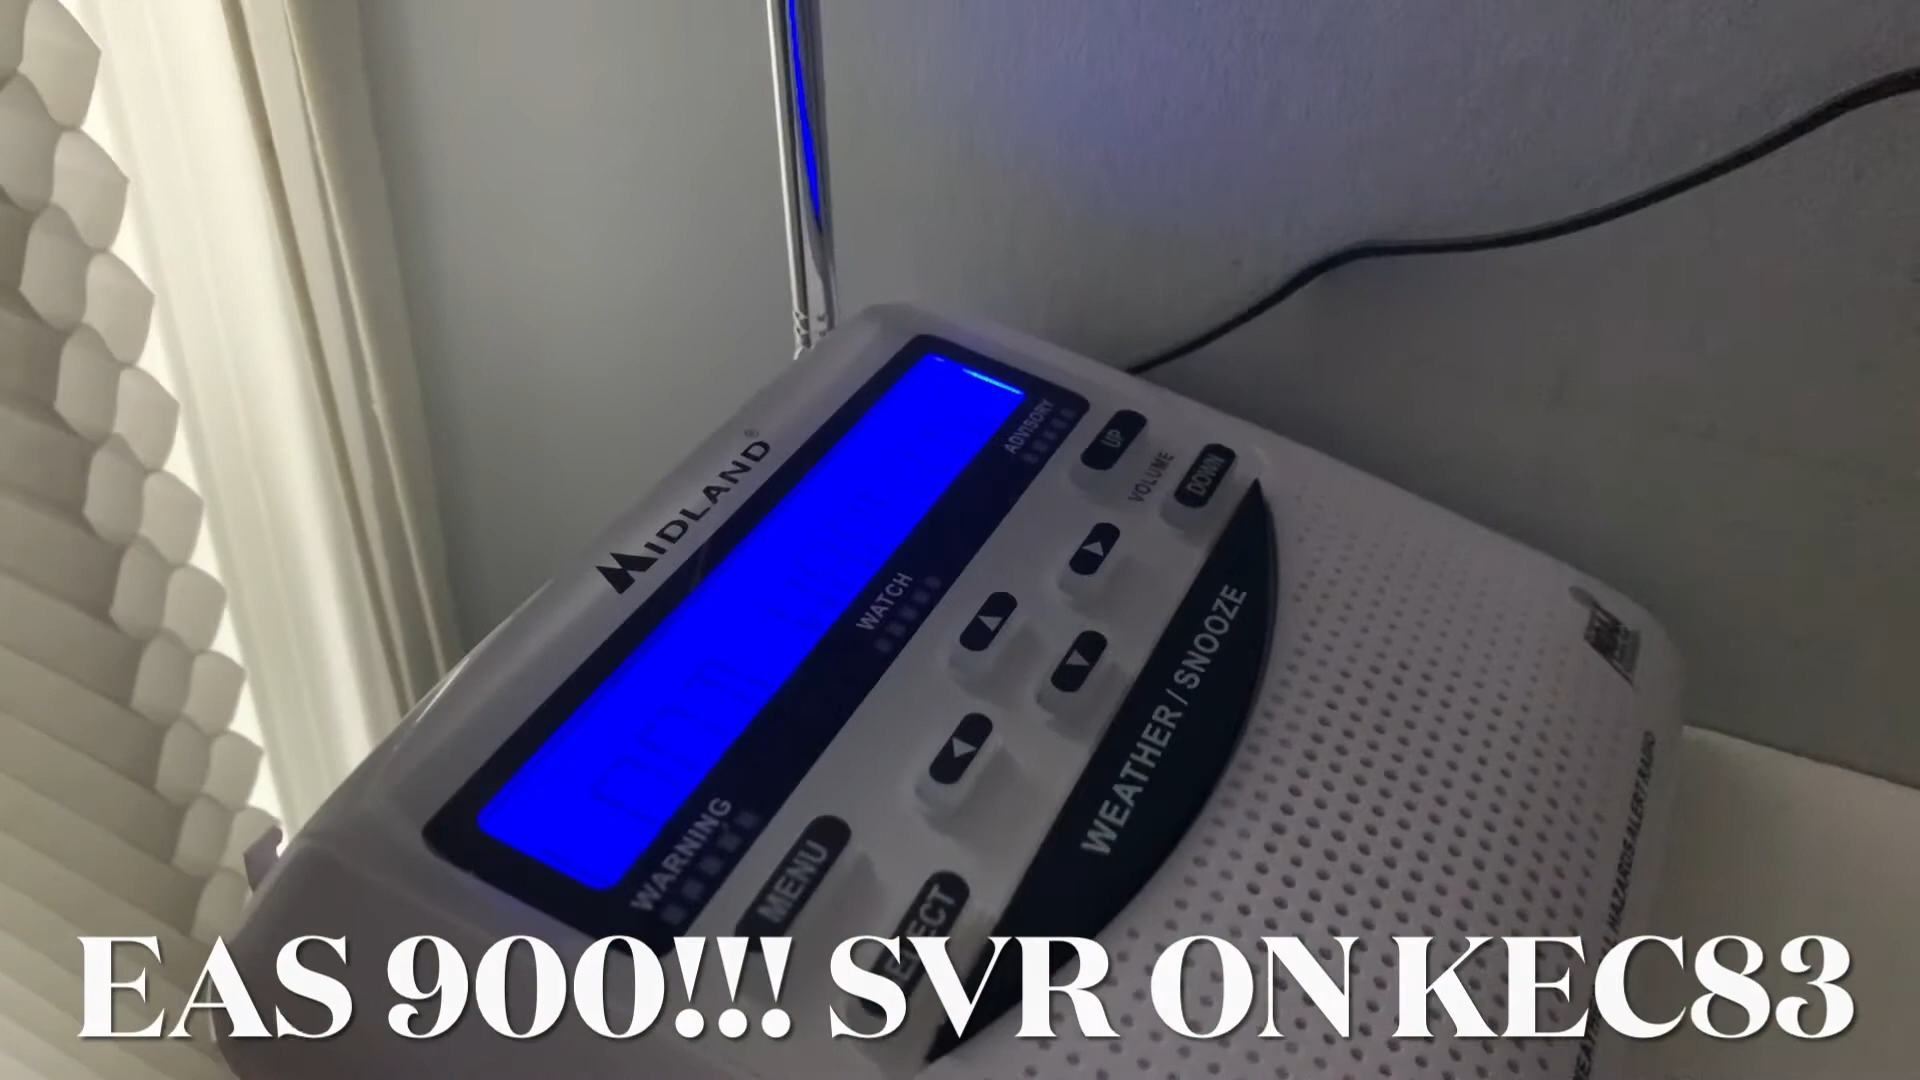 MIDLAND®
ADVISORY
WATCH
WARNING
UP
VOLUME
DOWN
WEATHER / SNOOZE
MENU
EAS 900!!! SVR ON KEC83